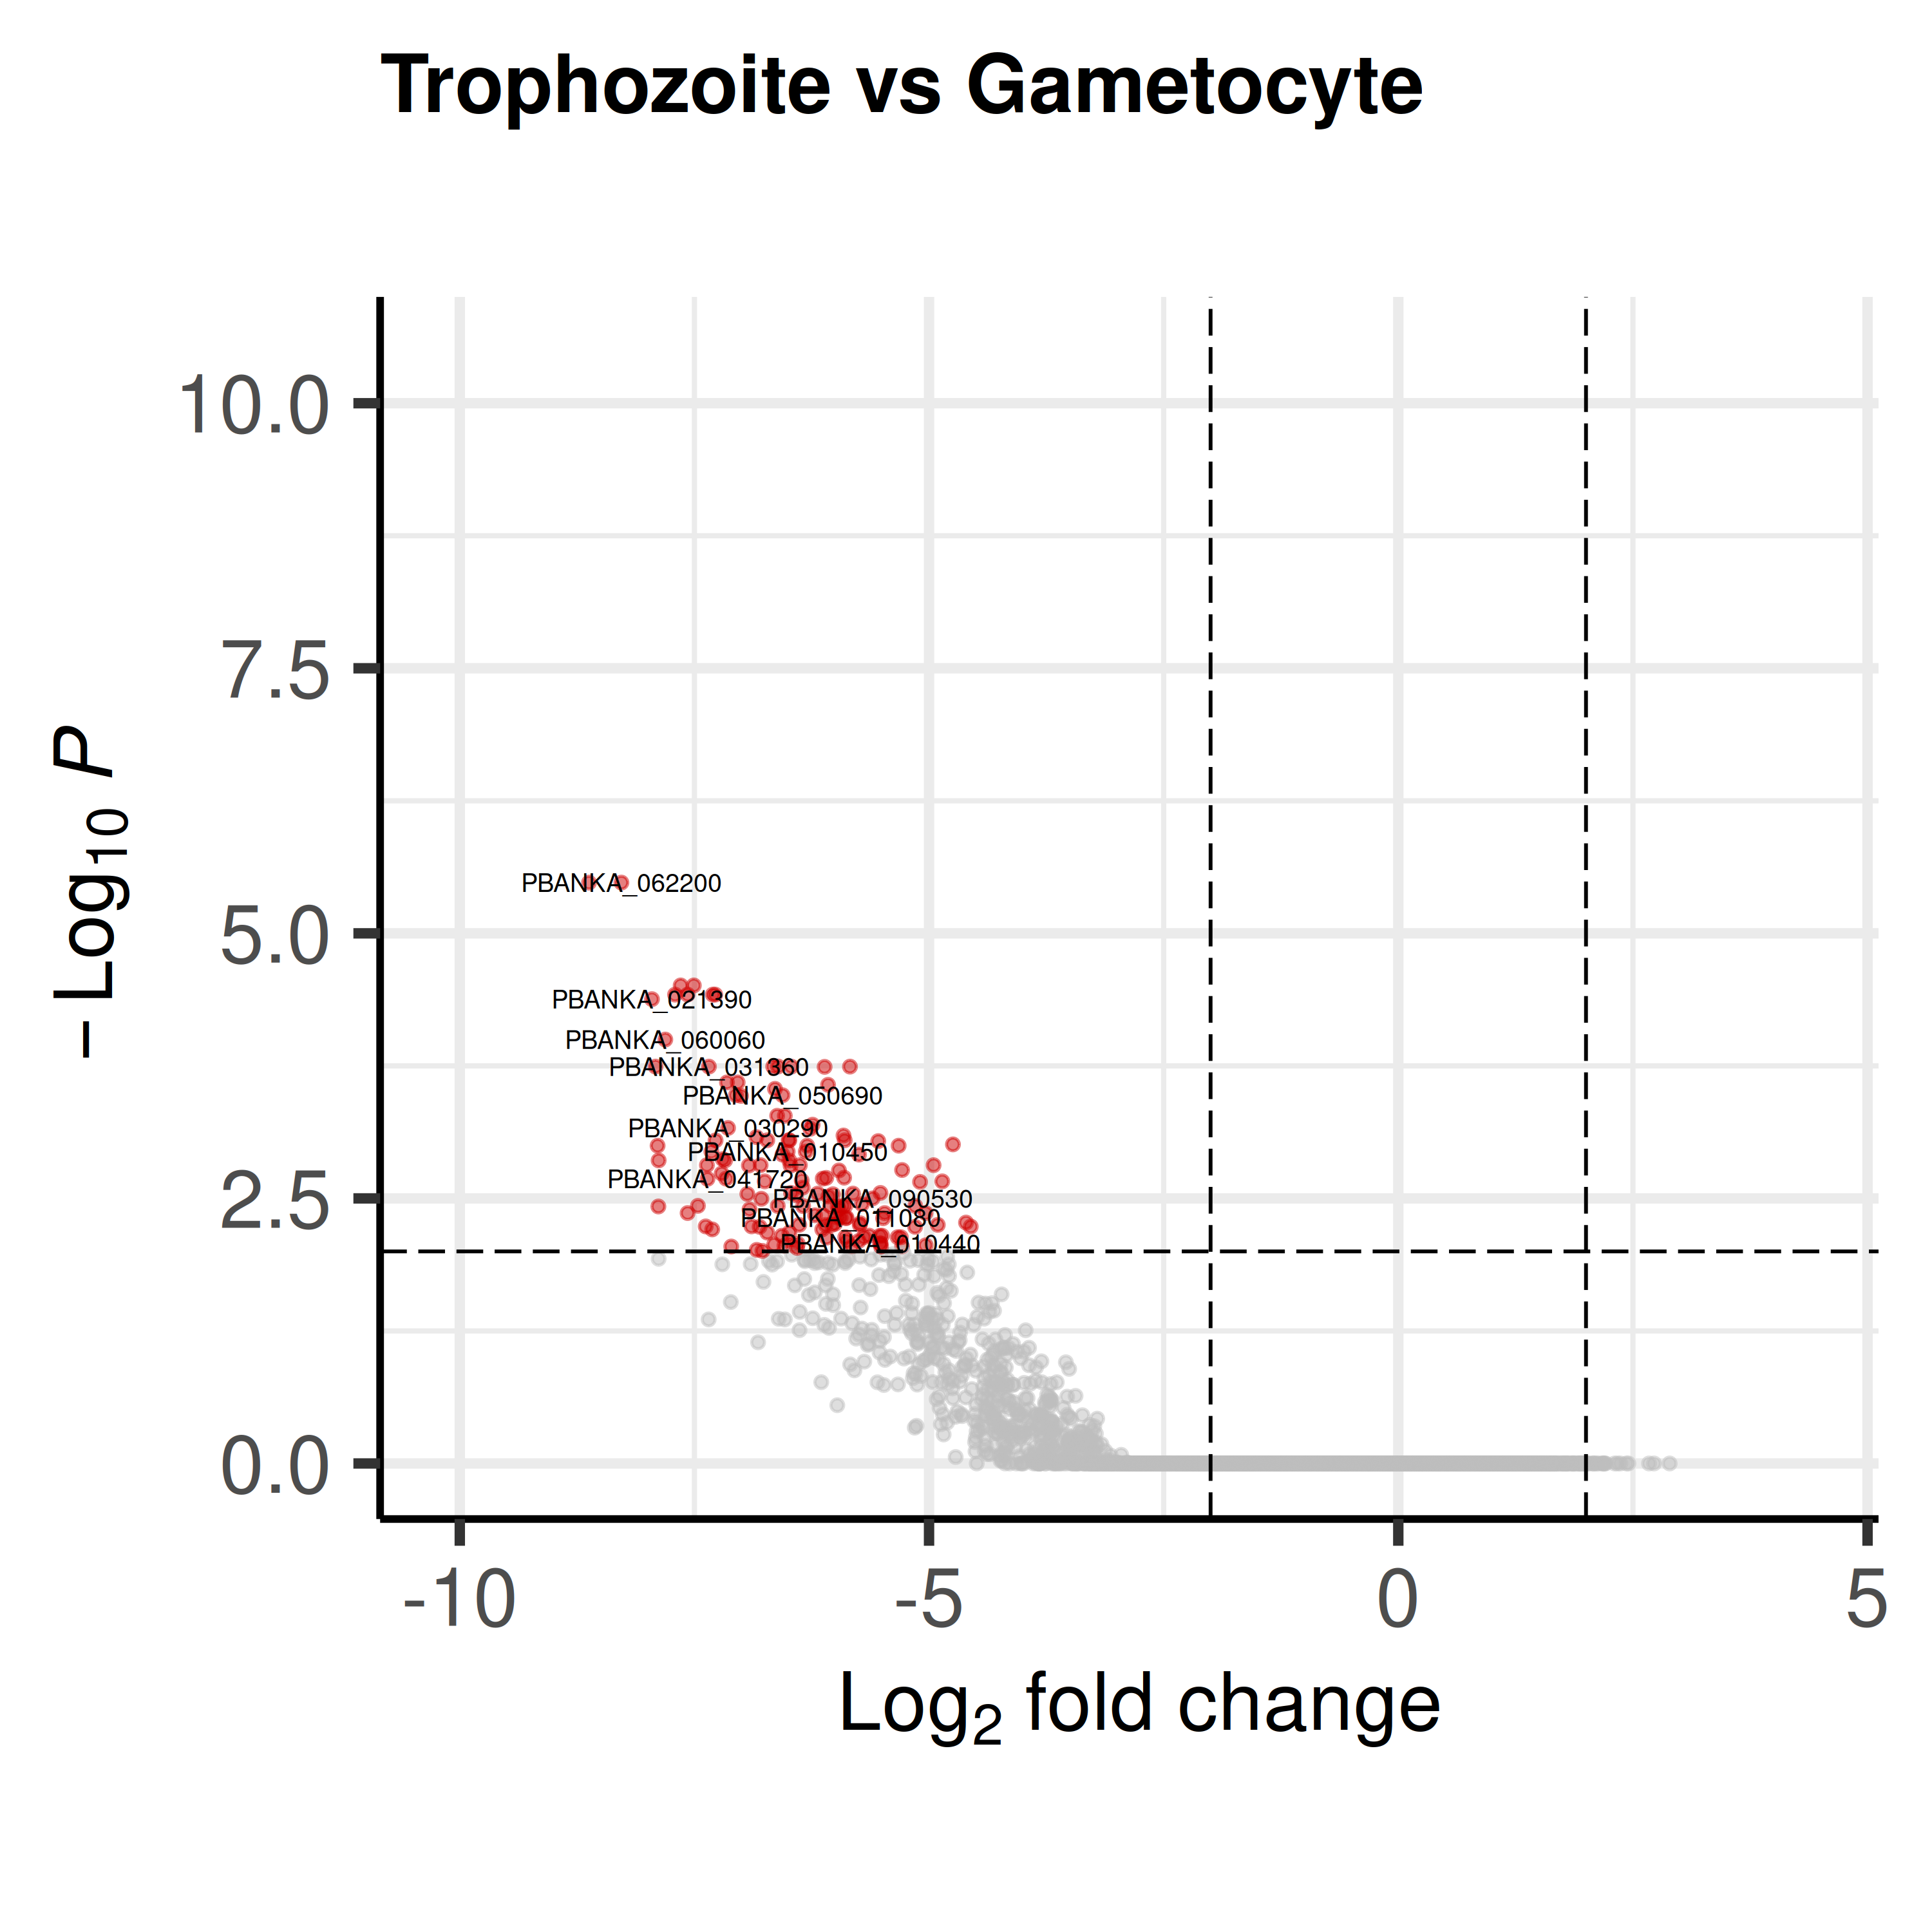 Trophozoite vs Gametocyte
10.0
7.5
5.0
2.5
0.0
− Log10 P
PBANKA_062200
PBANKA_021390
PBANKA_060060
PBANKA_031360
PBANKA_050690
PBANKA_030290
PBANKA_010450
PBANKA_041720
PBANKA_090530
PBANKA_011080
PBANKA_010440
-10
-5
0
5
Log2 fold change